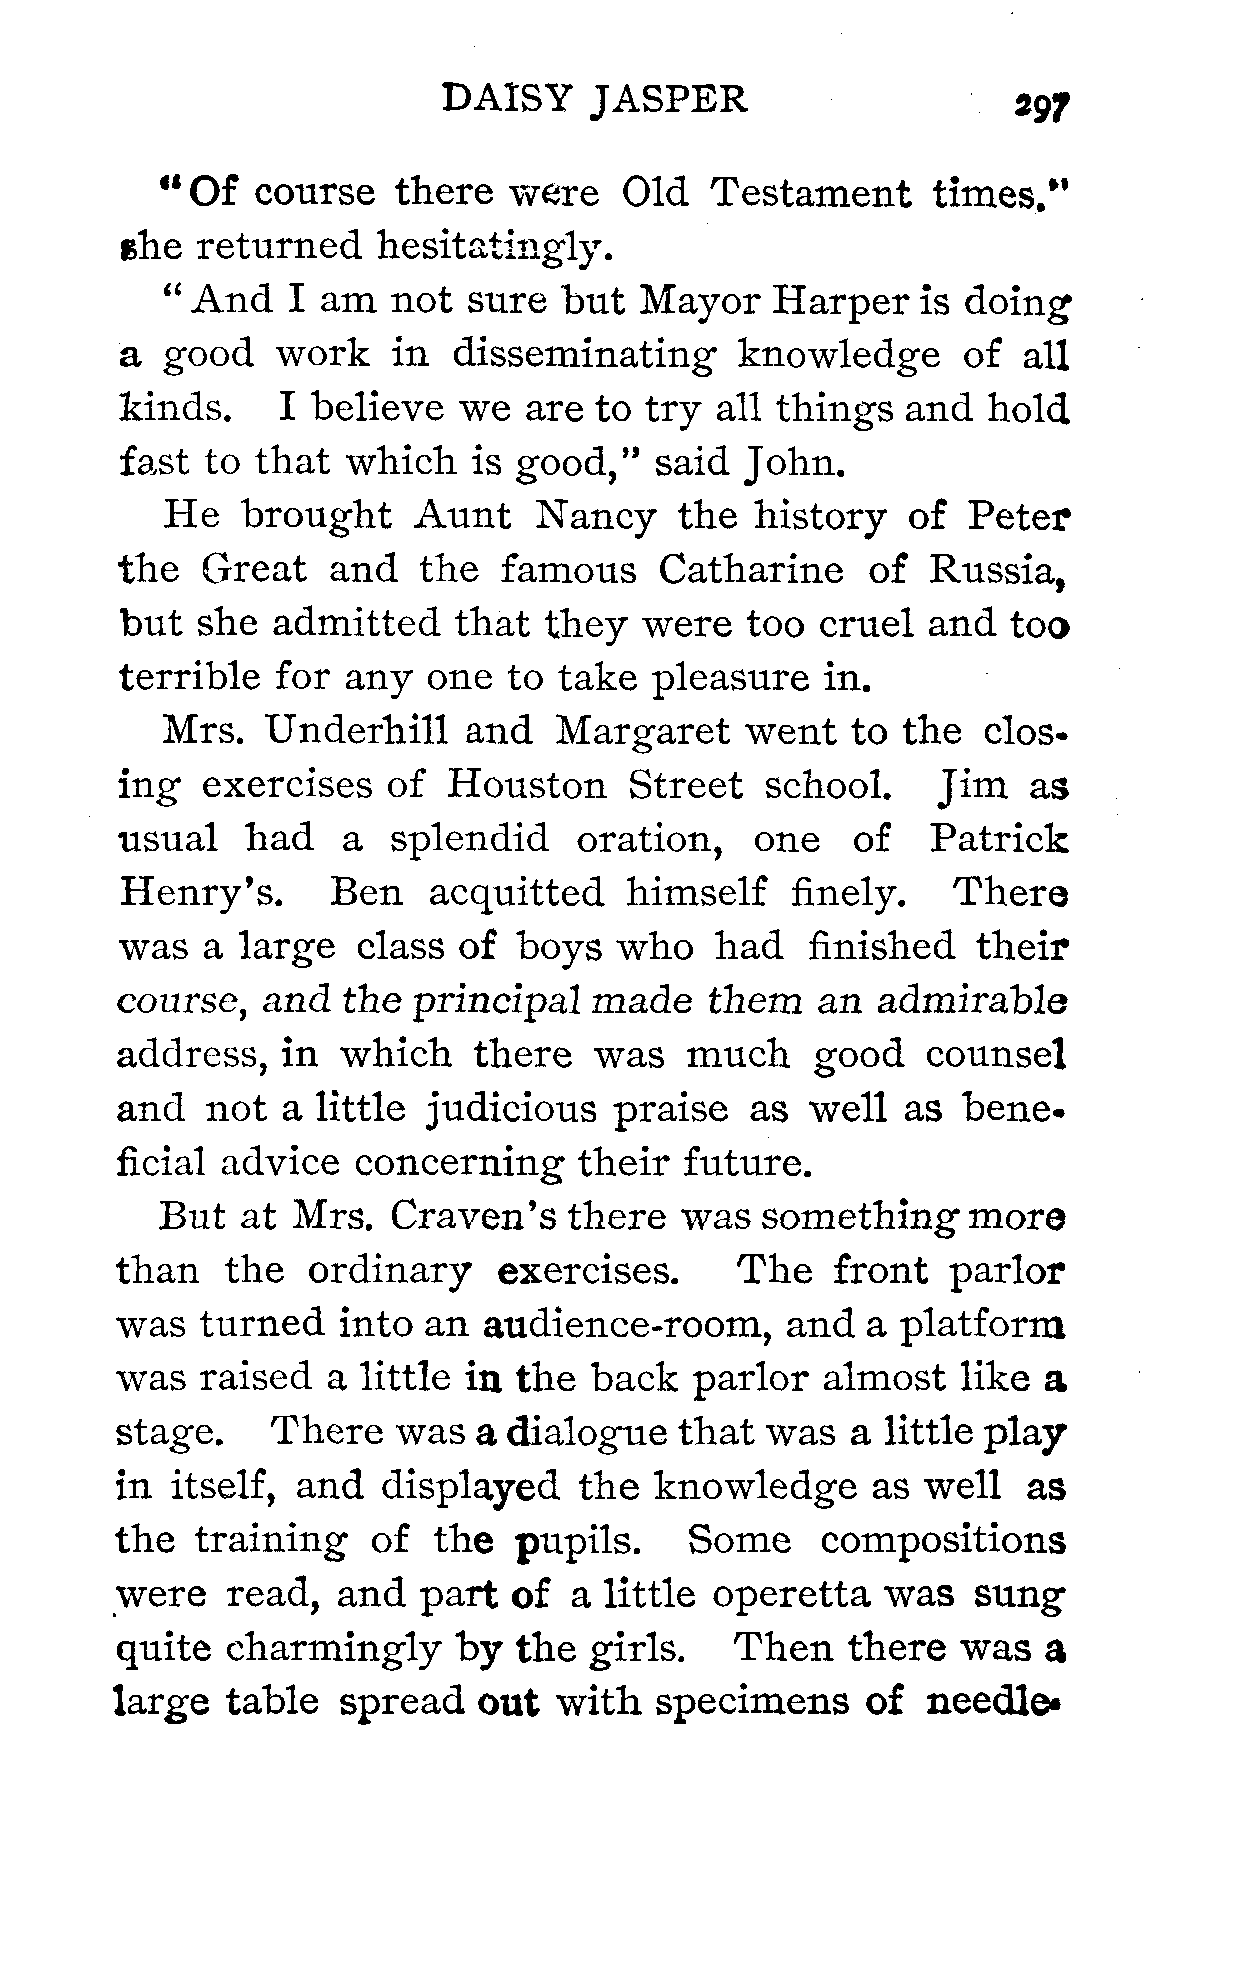 DAISY JASPER 297
"Of course there were Old Testament times."
she returned hesitatingly.
"And I am not sure but Mayor Harper is doing
a good work in disseminating knowledge of all
kinds. I believe we are to try all things and hold
fast to that which is good," said John.
He brought Aunt Nancy the history of Peter
the Great and the famous Catharine of Russia,
but she admitted that they were too cruel and too
terrible for any one to take pleasure in.
Mrs. Underhill and Margaret went to the clos-
ing exercises of Houston Street school. Jim as
usual had a splendid oration, one of Patrick
Henry's. Ben acquitted himself finely. There
was a large class of boys who had finished their
course, and the principal made them an admirable
address, in which there was much good counsel
and not a little judicious praise as well as bene-
ficial advice concerning their future.
But at Mrs. Craven's there was something more
than the ordinary exercises. The front parlor
was turned into an audience-room, and a platform
was raised a little in the back parlor almost like a
stage. There was a dialogue that was a little play
in itself, and displayed the knowledge as well as
the training of the pupils. Some compositions
were read, and part of a little operetta was sung
quite charmingly by the girls. Then there was a
large table spread out with specimens of needle-